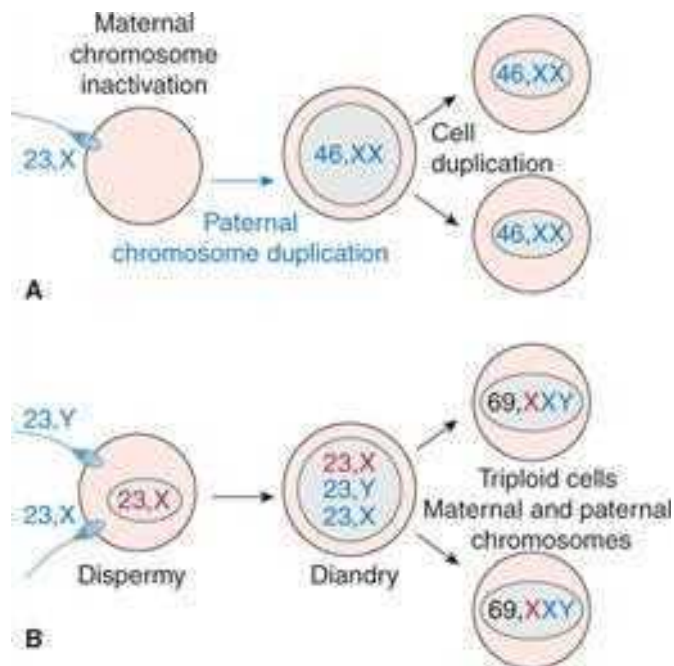 Maternal
chromosome
inactivation
23,X
46,XX
Paternal
chromosome duplication
46,XX
Cell
duplication
46,XX
A
23,Y
23,X
23,X
Dispermy
23,X
23,Y
23,X
Diandry
69,XXY
Triploid cells
Maternal and paternal
chromosomes
69,XXY
B